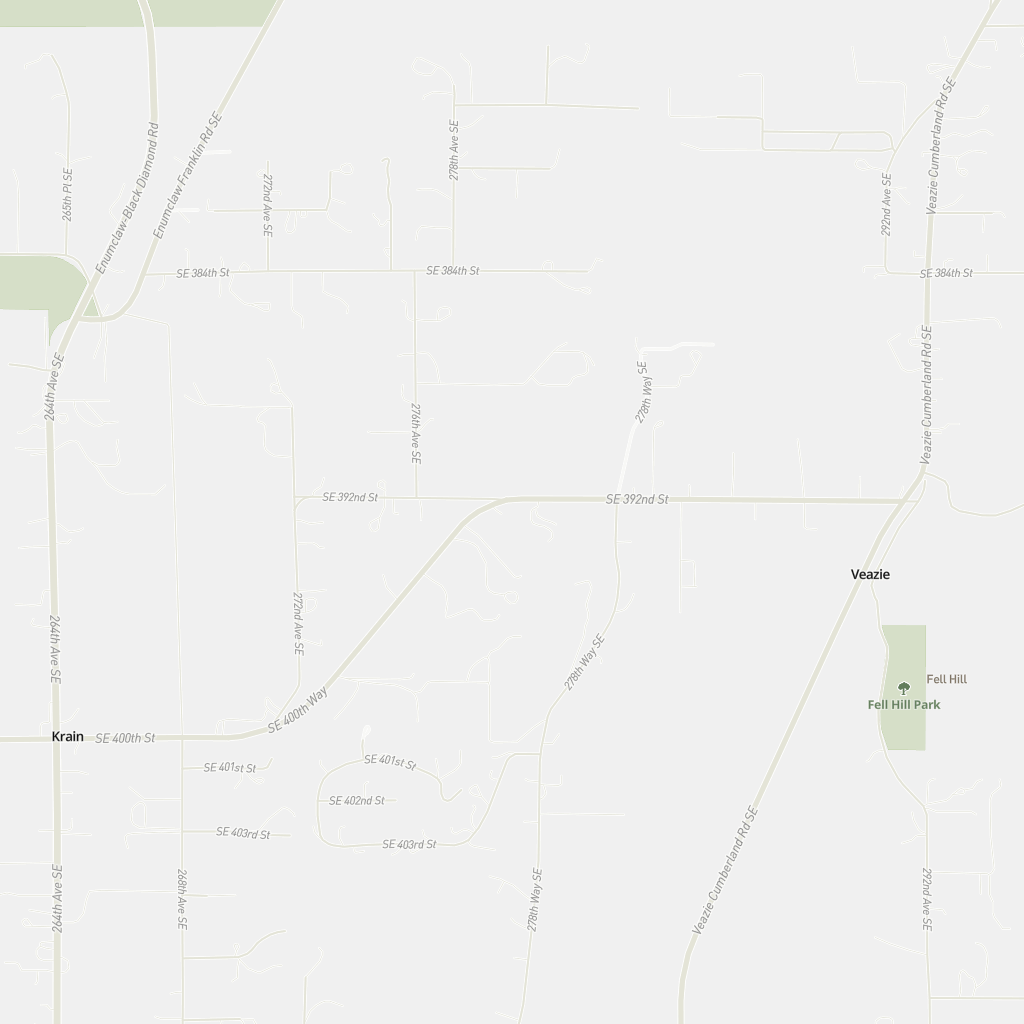 Enumclaw-Black Diamond Rd
Enumclaw Franklin Rd SE
265th Pl SE
272nd Ave SE
278th Ave SE
292nd Ave SE
Veazie Cumberland Rd SE
SE 384th St
SE 384th St
SE 384th St
264th Ave SE
276th Ave SE
278th Way SE
Veazie Cumberland Rd SE
SE 392nd St
SE 392nd St
Veazie
264th Ave SE
272nd Ave SE
278th Way SE
Fell Hill
Fell Hill Park
SE 400th Way
Krain
SE 400th St
SE 401st St
SE 401st St
SE 402nd St
SE 403rd St
SE 403rd St
264th Ave SE
268th Ave SE
278th Way SE
Veazie Cumberland Rd SE
292nd Ave SE